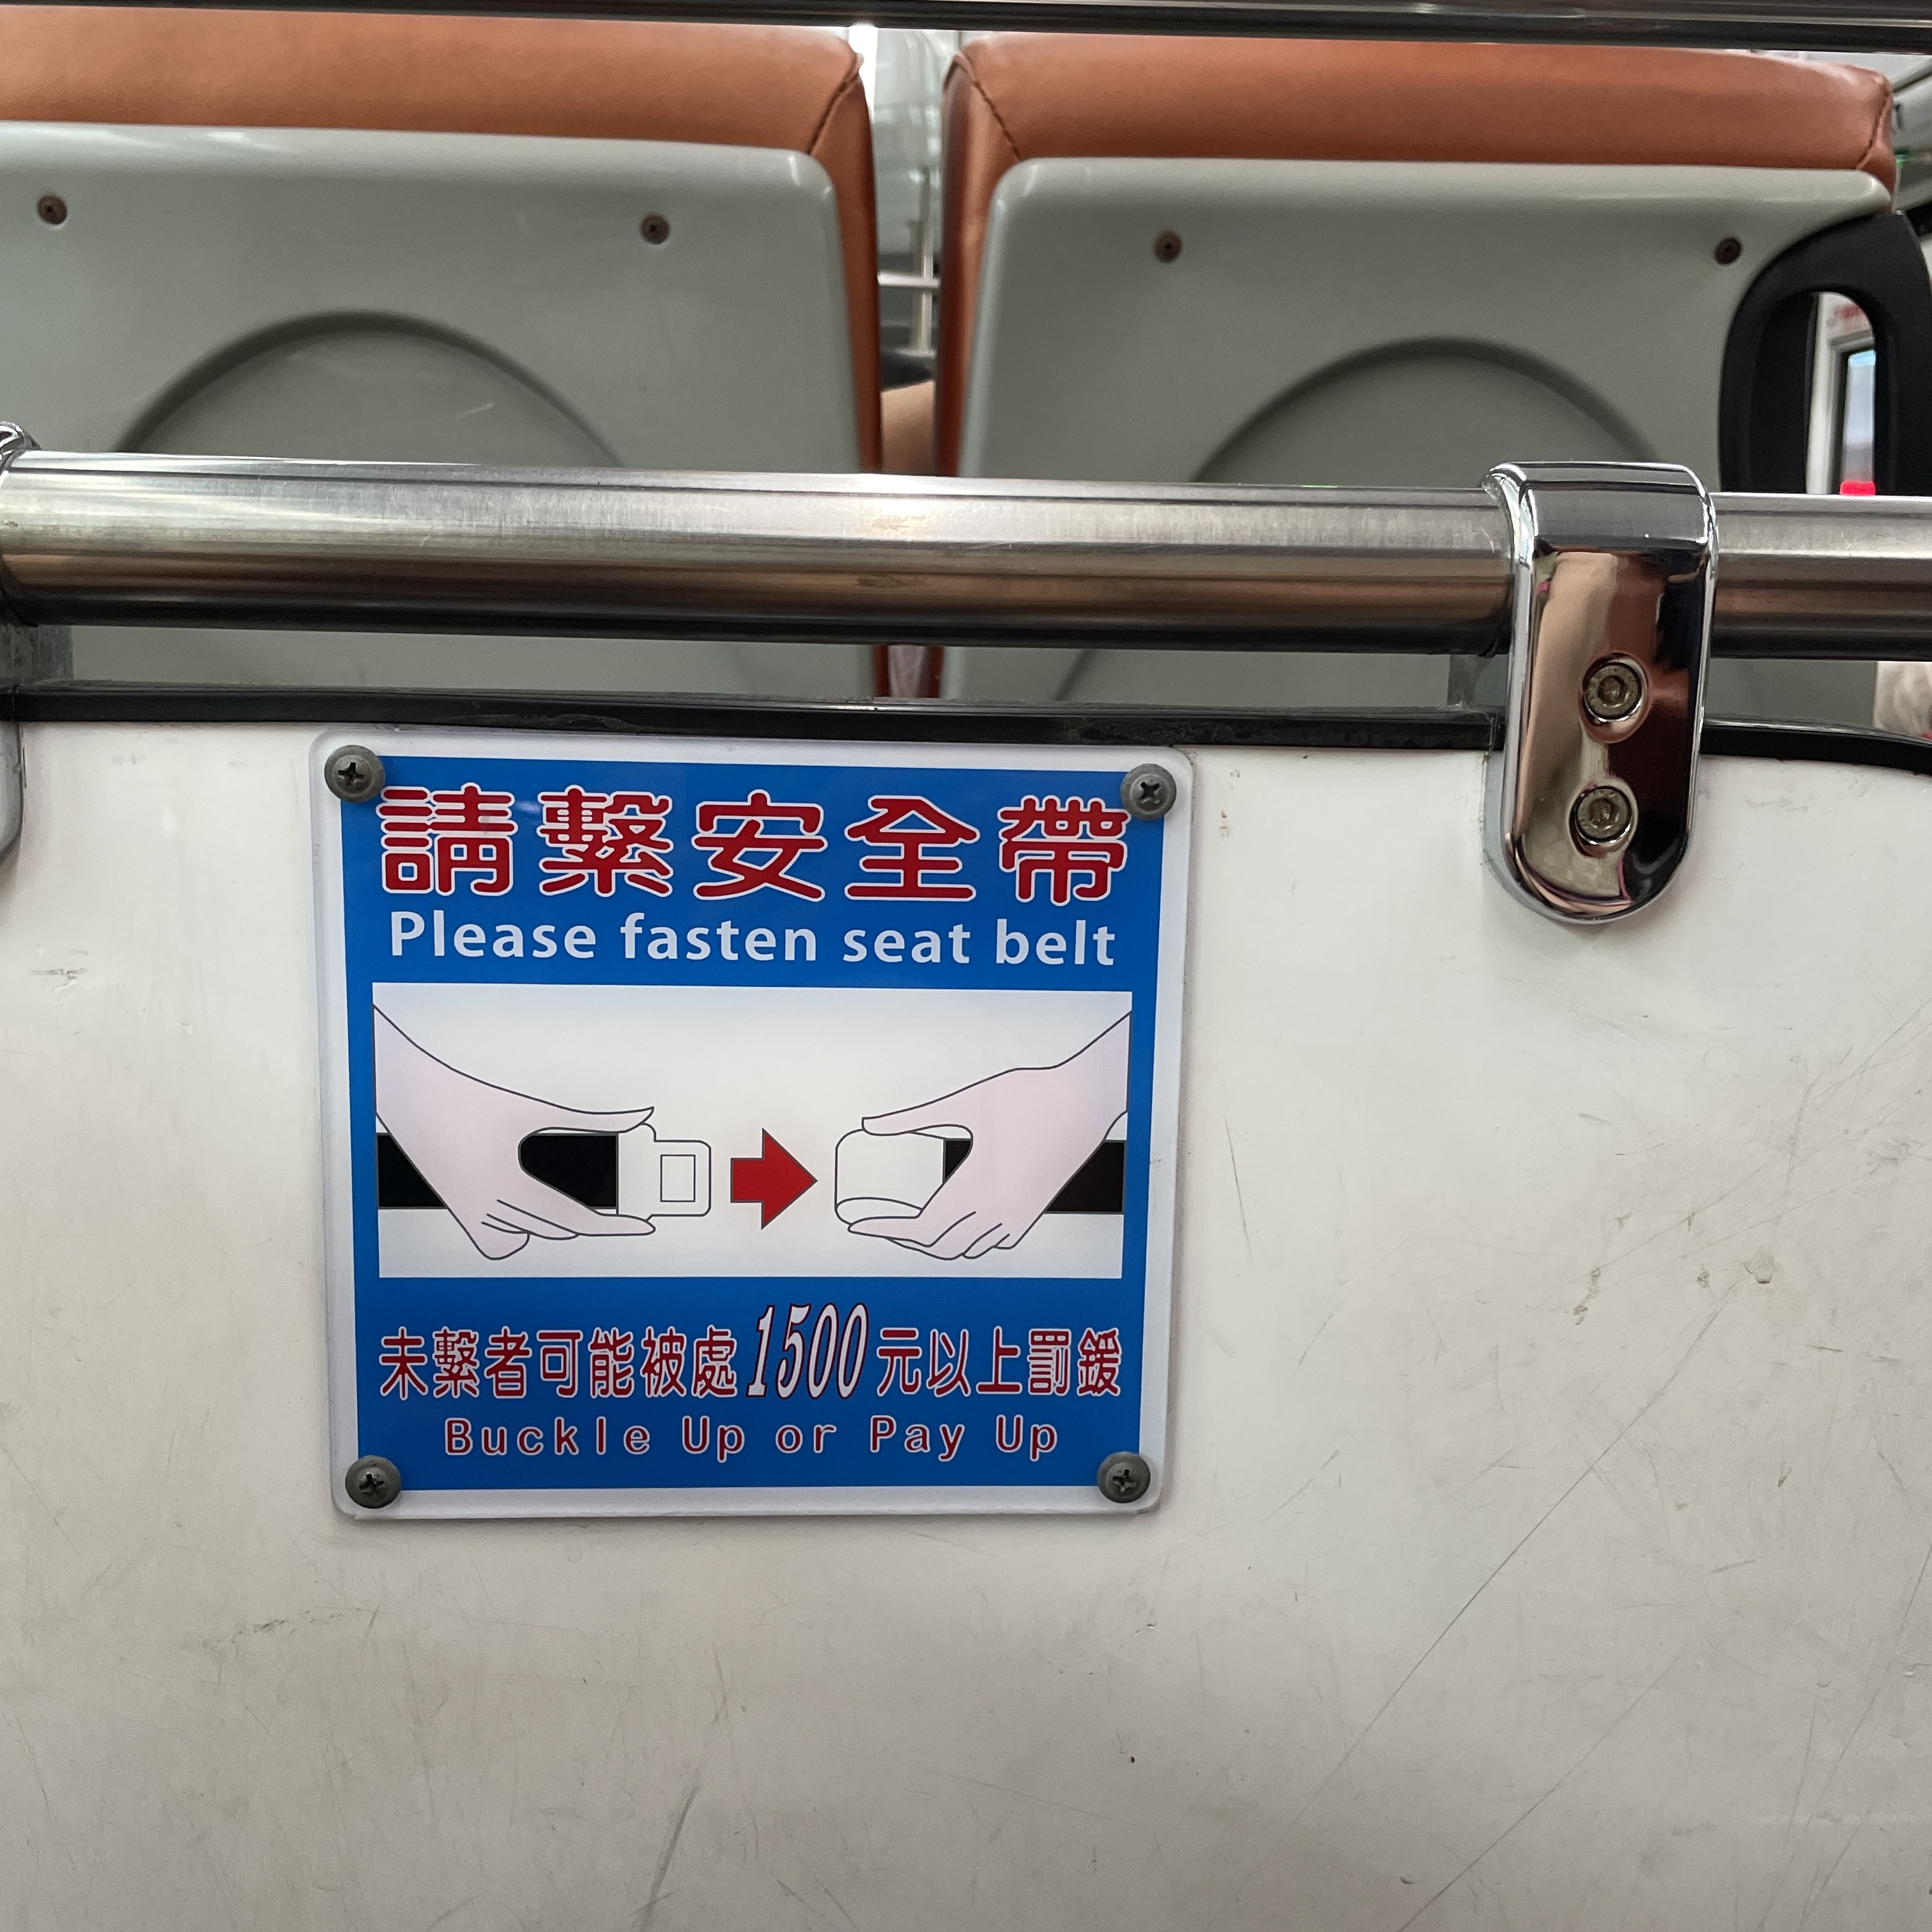 請繫安全帶
Please fasten seat belt
未繫者可能被處1500元以上罰鍰
Buckle Up or Pay Up